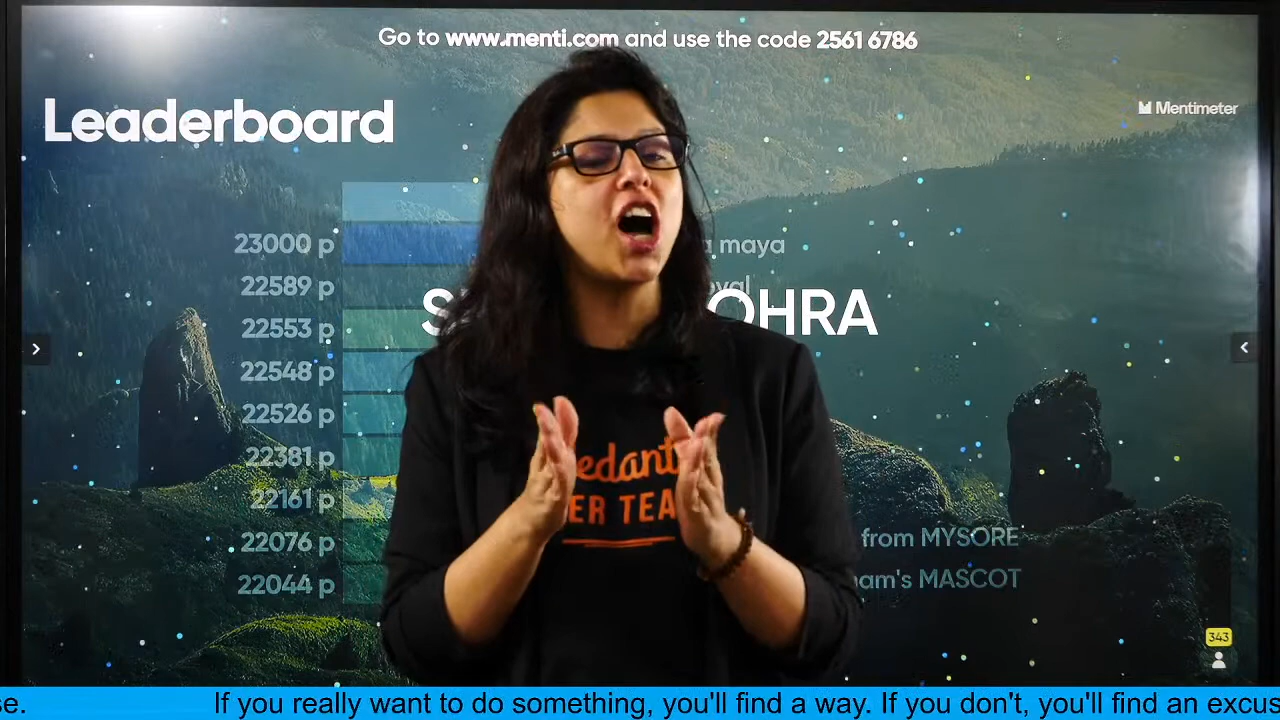 Go to www.menti.com and use the code 2561 6786
Leaderboard
Mentimeter
23000 p
maya
22589 p
22553 p
OHRA
22548 p
22526 p
22381 p
22161 p
22076 p
from MYSORE
22044 p
MASCOT
343
If you really want to do something, you'll find a way. If you don't, you'll find an excus